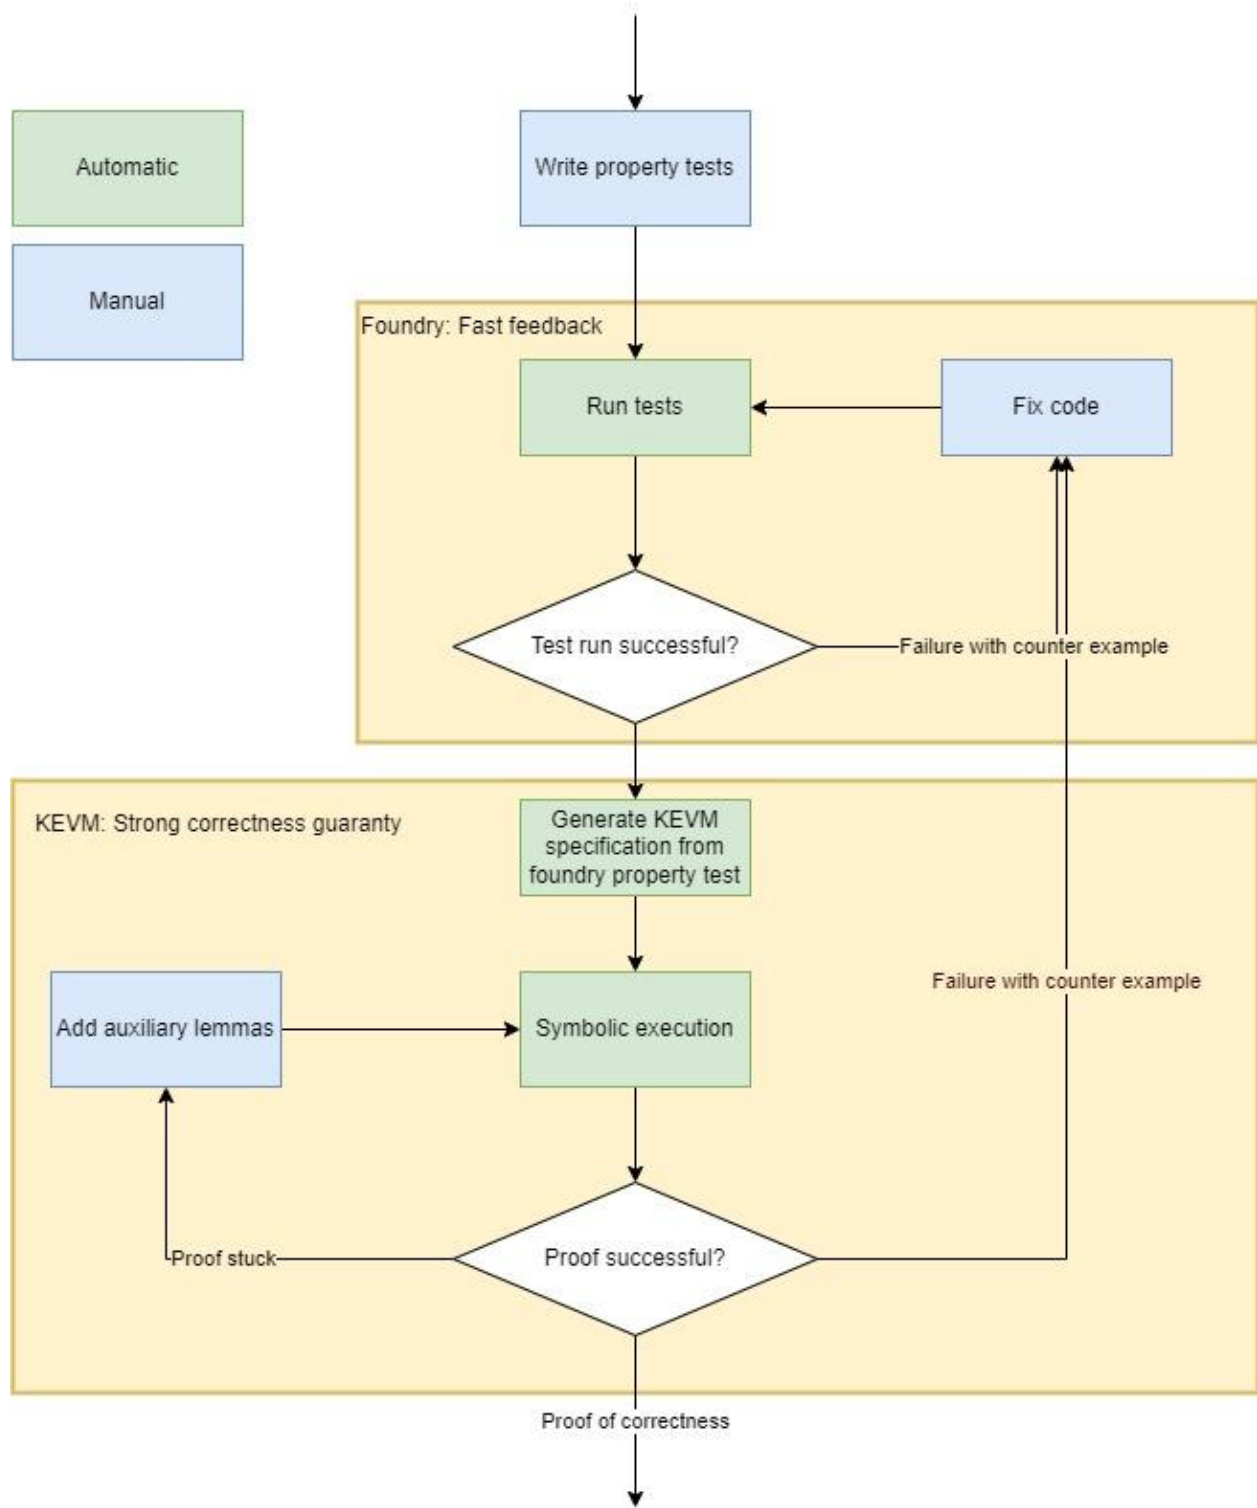 Automatic
Write property tests
Manual
Foundry: Fast feedback
Run tests
Fix code
Test run successful?
Failure with counter example
KEVM: Strong correctness guaranty
Generate KEVM
specification from
foundry property test
Failure with counter example
Add auxiliary lemmas
Symbolic execution
Proof stuck
Proof successful?
Proof of correctness